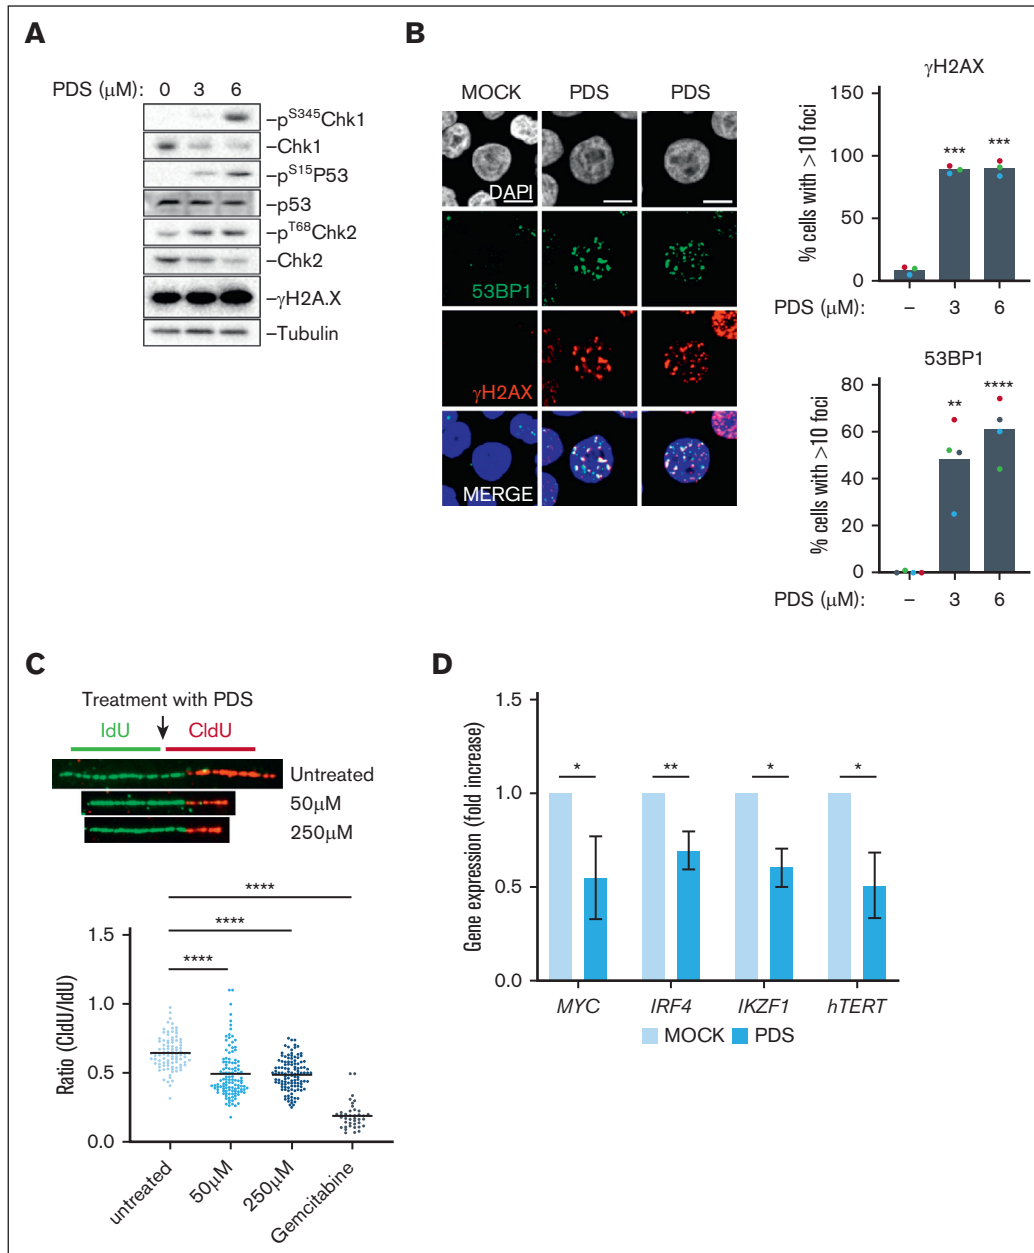 A
PDS (μM): 0 3 6
–pS345Chk1
–Chk1
–pS15P53
–p53
–pT68Chk2
–Chk2
–γH2A.X
–Tubulin
B
MOCK PDS PDS
DAPI
53BP1
γH2AX
MERGE
γH2AX
% cells with >10 foci
150
100
50
0
*** ***
PDS (μM): – 3 6
53BP1
% cells with >10 foci
80
60
40
20
0
** ****
PDS (μM): – 3 6
C
Treatment with PDS
IdU CldU
Untreated
50μM
250μM
Ratio (CldU/IdU)
1.5
1.0
0.5
0.0
****
****
****
untreated
50μM
250μM
Gemcitabine
D
Gene expression (fold increase)
1.5
1.0
0.5
0.0
* ** * *
MYC IRF4 IKZF1 hTERT
MOCK PDS